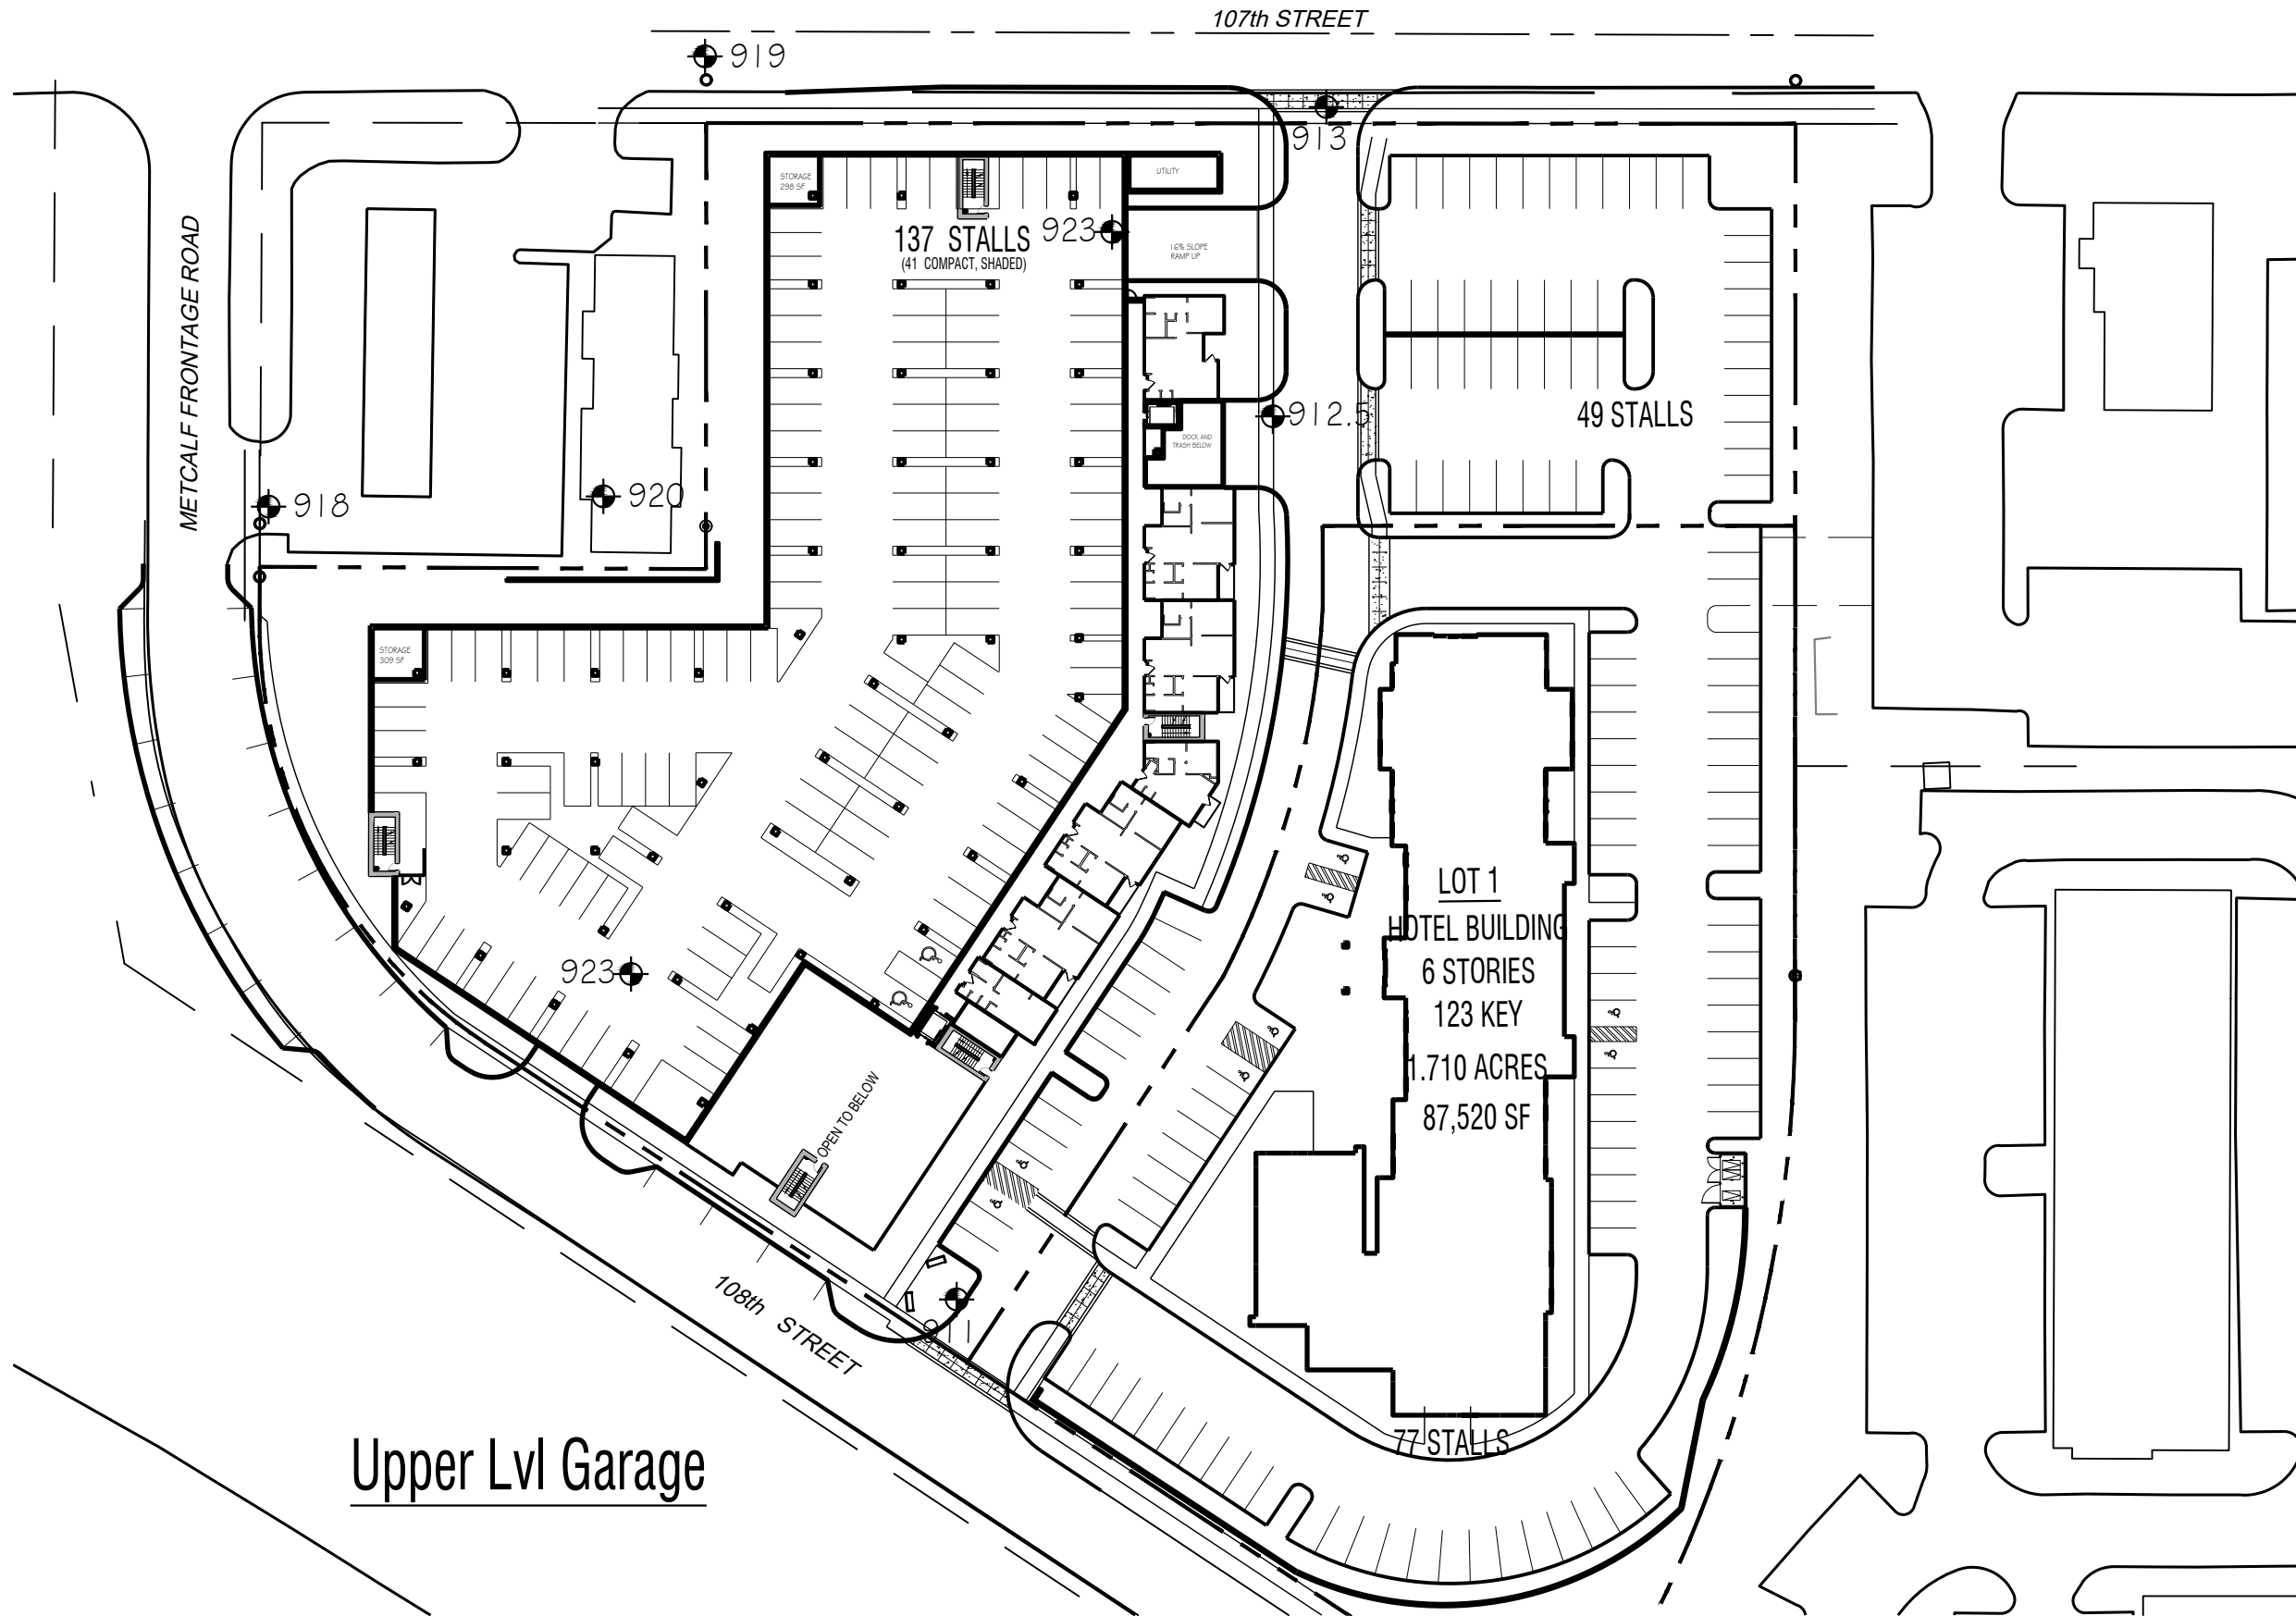 107th STREET
919
913
STORAGE
298 SF
UTILITY
METCALF FRONTAGE ROAD
137 STALLS
(41 COMPACT, SHADED)
923
16% SLOPE
RAMP UP
49 STALLS
912.5
DOCK AND
TRASH BELOW
918
920
STORAGE
309 SF
LOT 1
HOTEL BUILDING
6 STORIES
123 KEY
1.710 ACRES
87,520 SF
923
OPEN TO BELOW
108th STREET
911
77 STALLS
Upper Lvl Garage